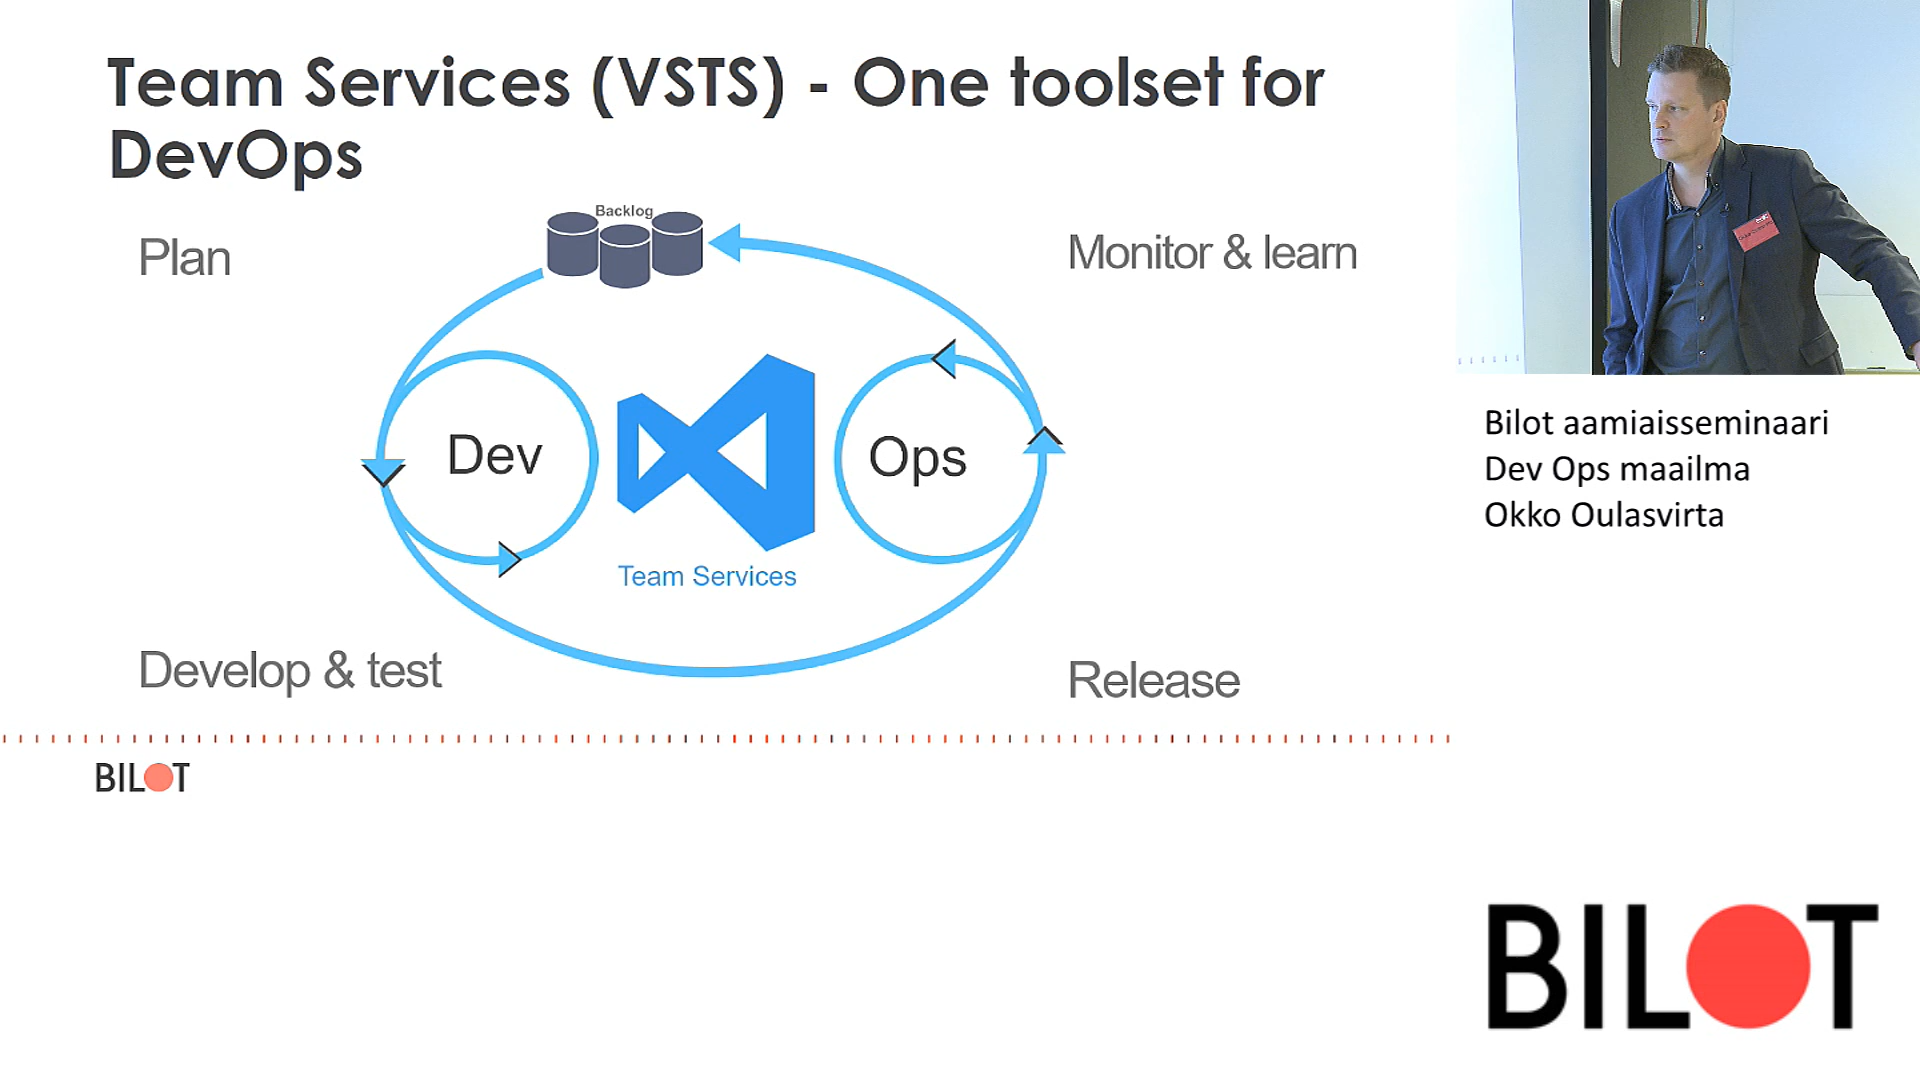 Team Services (VSTS) - One toolset for
DevOps
Backlog
Plan
Monitor & learn
Dev
Ops
Team Services
Develop & test
Release
BILOT
Bilot aamiaisseminaari
Dev Ops maailma
Okko Oulasvirta
BILOT